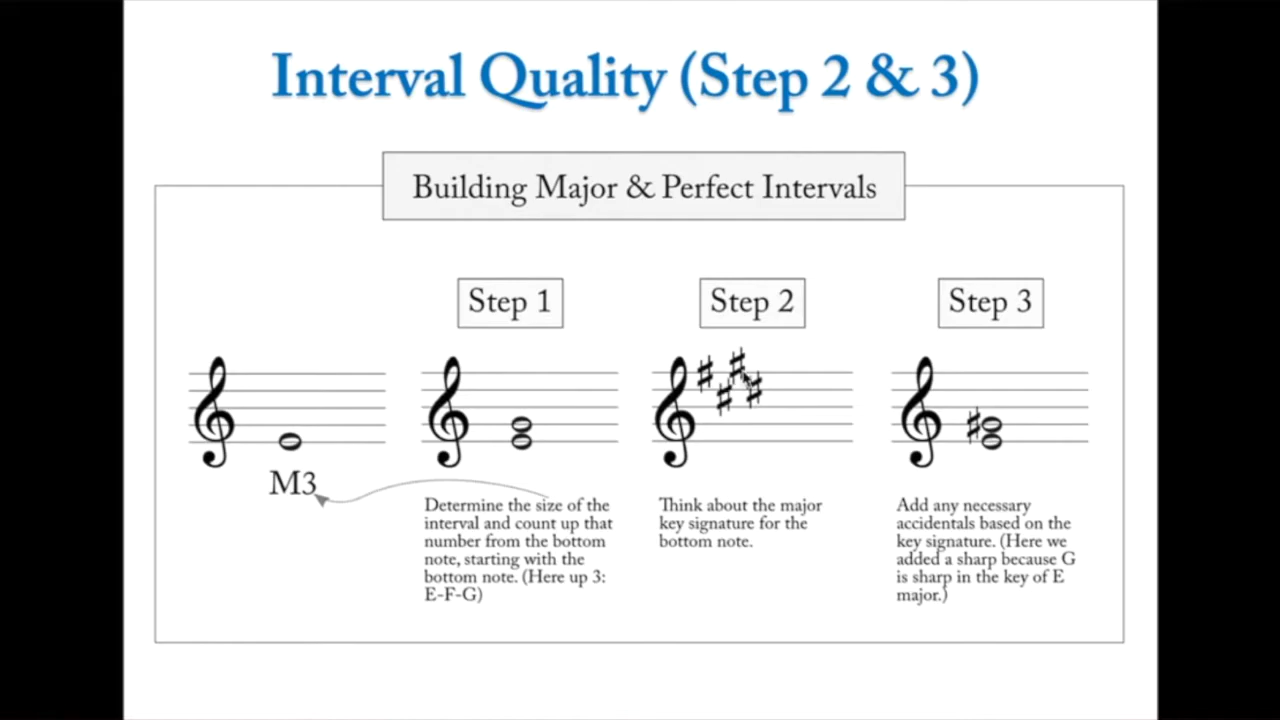 Interval Quality (Step 2 & 3)
Building Major & Perfect Intervals
Step 1
Step 2
Step 3
M3
Determine the size of the
interval and count up that
number from the bottom
note, starting with the
bottom note. (Here up 3:
E-F-G)
Think about the major
key signature for the
bottom note.
Add any necessary
accidentals based on the
key signature. (Here we
added a sharp because G
is sharp in the key of E
major.)